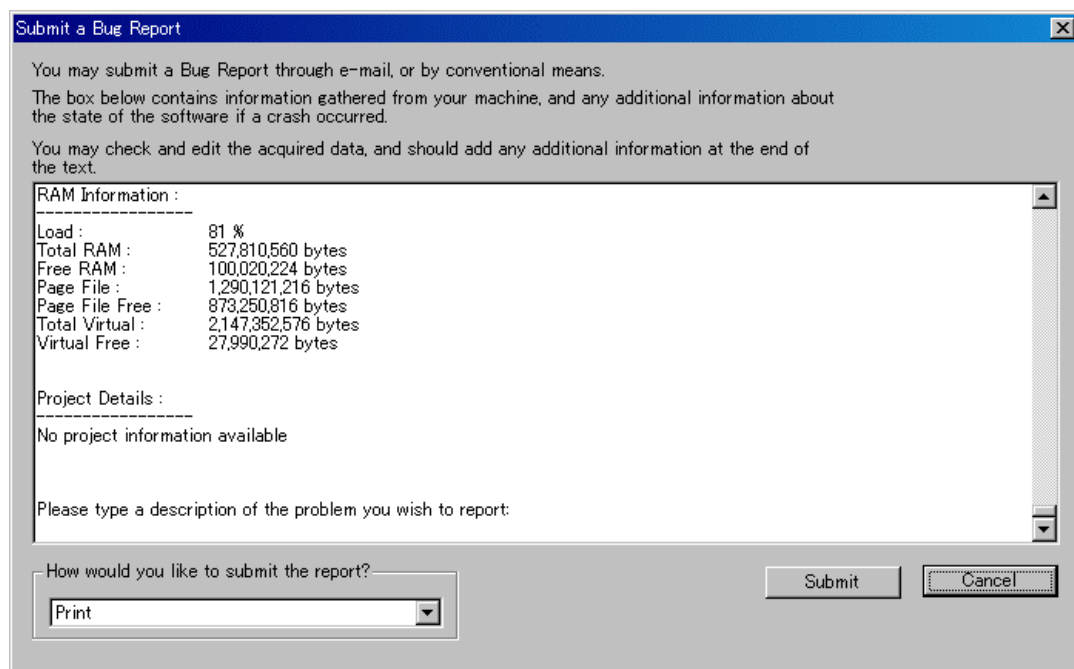 Submit a Bug Report
You may submit a Bug Report through e-mail, or by conventional means.
The box below contains information gathered from your machine, and any additional information about
the state of the software if a crash occurred.
You may check and edit the acquired data, and should add any additional information at the end of
the text.
RAM Information :
-----------------
Load : 81 %
Total RAM : 527,810,560 bytes
Free RAM : 100,020,224 bytes
Page File : 1,290,121,216 bytes
Page File Free : 873,250,816 bytes
Total Virtual : 2,147,352,576 bytes
Virtual Free : 27,990,272 bytes
Project Details :
-----------------
No project information available
Please type a description of the problem you wish to report:
How would you like to submit the report?
Print
Submit
Cancel